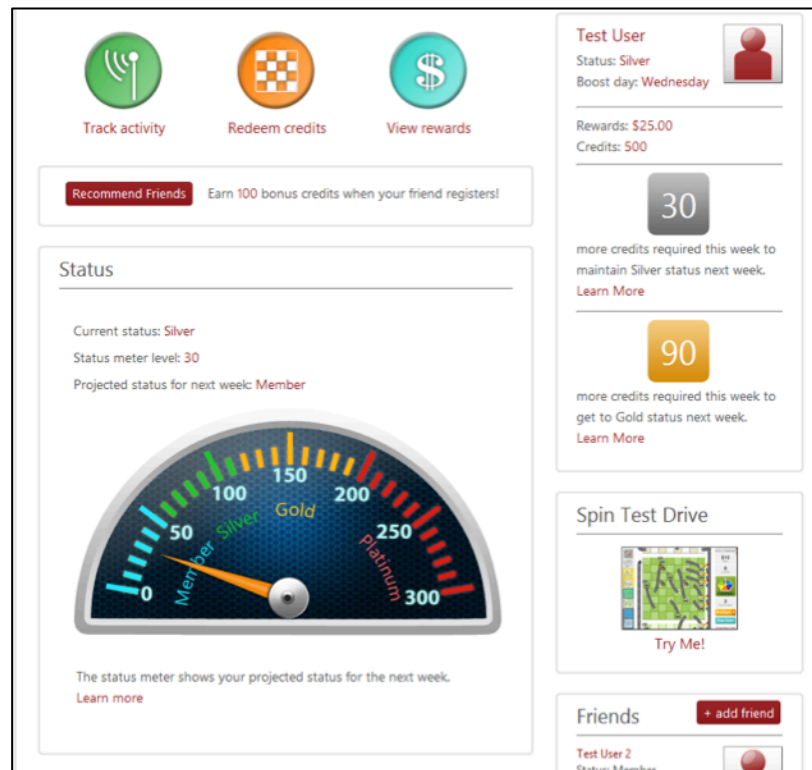 Track activity
Redeem credits
View rewards
Recommend Friends
Earn 100 bonus credits when your friend registers!
Status
Current status: Silver
Status meter level: 30
Projected status for next week: Member
0
50
100
150
200
250
300
Member
Silver
Gold
Platinum
The status meter shows your projected status for the next week.
Learn more
Test User
Status: Silver
Boost day: Wednesday
Rewards: $25.00
Credits: 500
30
more credits required this week to
maintain Silver status next week.
Learn More
90
more credits required this week to
get to Gold status next week.
Learn More
Spin Test Drive
Try Me!
Friends
+ add friend
Test User 2
Status: Member